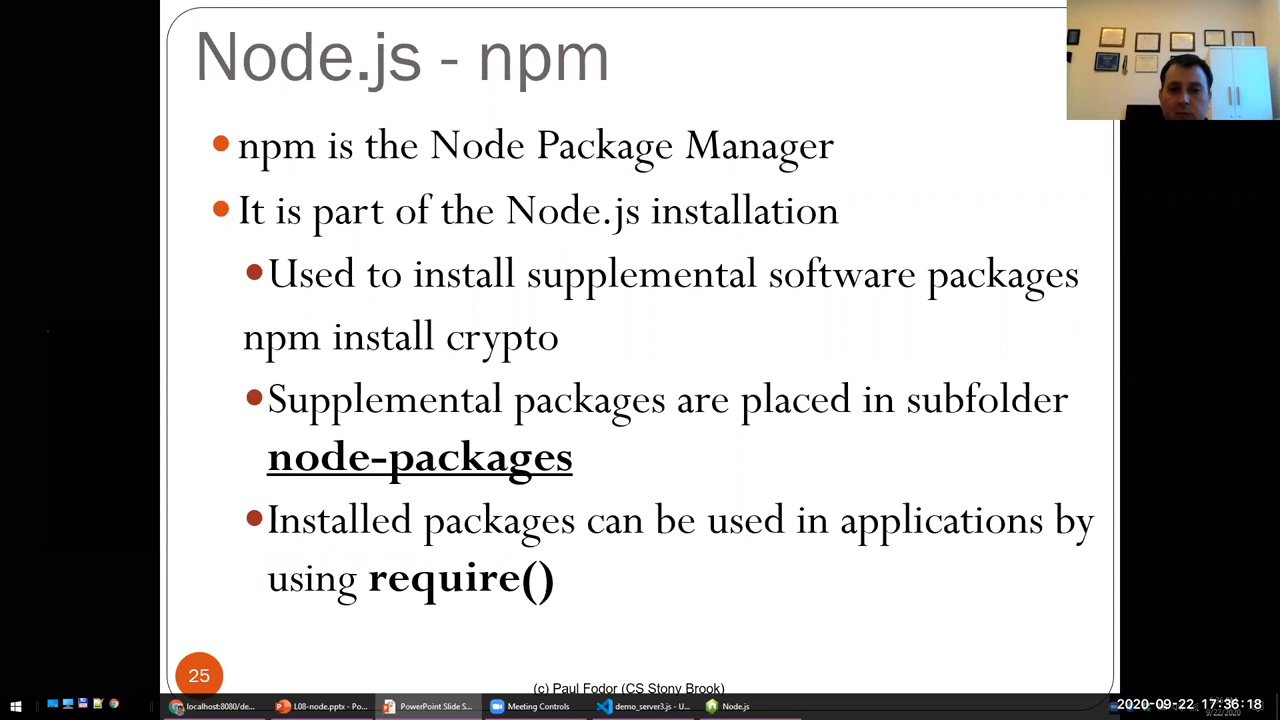 Node.js - npm
npm is the Node Package Manager
It is part of the Node.js installation
Used to install supplemental software packages
npm install crypto
Supplemental packages are placed in subfolder
node-packages
Installed packages can be used in applications by
using require()
25
(c) Paul Fodor (CS Stony Brook)
localhost:8080/de... L08-node.pptx - Po... PowerPoint Slide S... Meeting Controls demo_server3.js - U... Node.js
2020-09-22 17:36:18